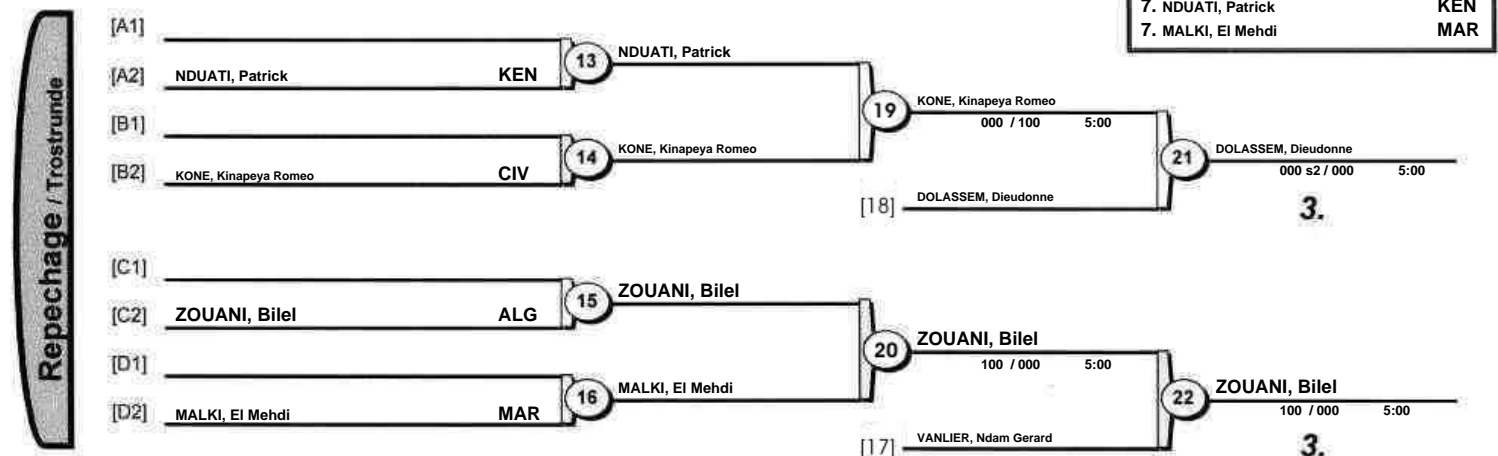 7. NDUATI, Patrick KEN
7. MALKI, El Mehdi MAR
Repechage / Trostrunde
[A1]
[A2] NDUATI, Patrick KEN
13 NDUATI, Patrick
[B1]
[B2] KONE, Kinapeya Romeo CIV
14 KONE, Kinapeya Romeo
19 KONE, Kinapeya Romeo
000 / 100 5:00
[18] DOLASSEM, Dieudonne
21 DOLASSEM, Dieudonne
000 s2 / 000 5:00
3.
[C1]
[C2] ZOUANI, Bilel ALG
15 ZOUANI, Bilel
[D1]
[D2] MALKI, El Mehdi MAR
16 MALKI, El Mehdi
20 ZOUANI, Bilel
100 / 000 5:00
[17] VANLIER, Ndam Gerard
22 ZOUANI, Bilel
100 / 000 5:00
3.